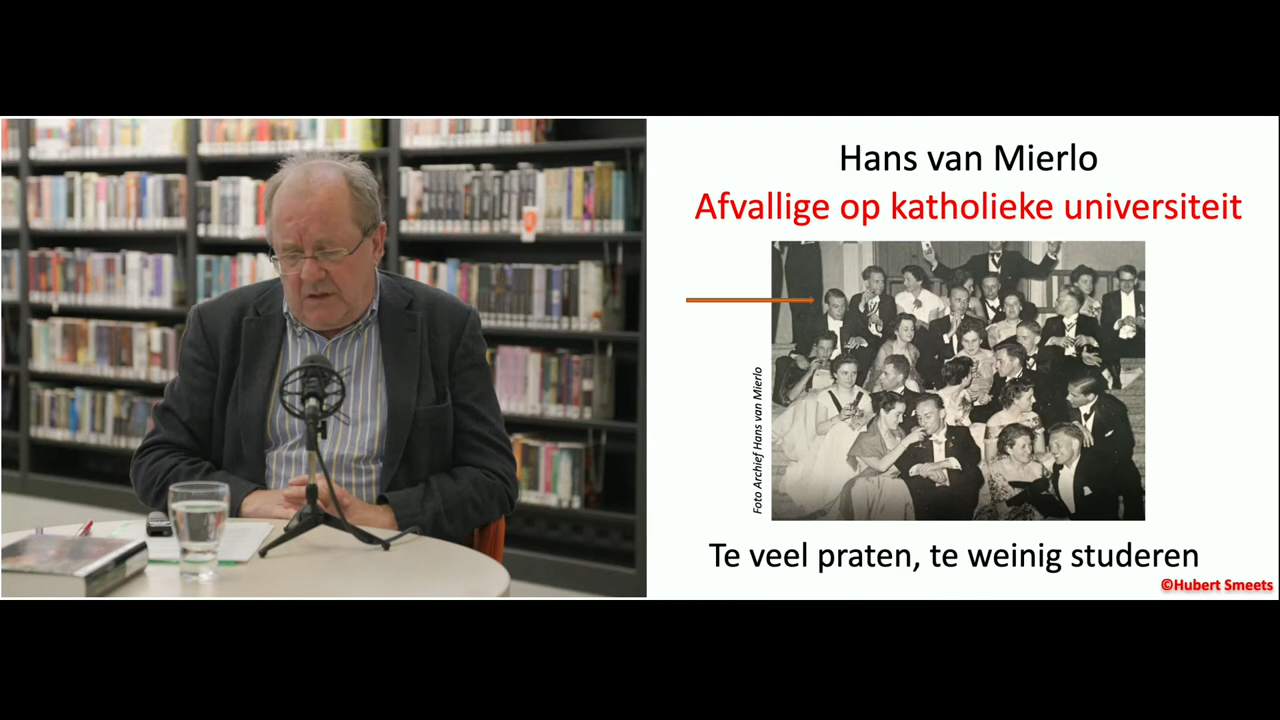 Hans van Mierlo
Afvallige op katholieke universiteit
Foto Archief Hans van Mierlo
Te veel praten, te weinig studeren
©Hubert Smeets